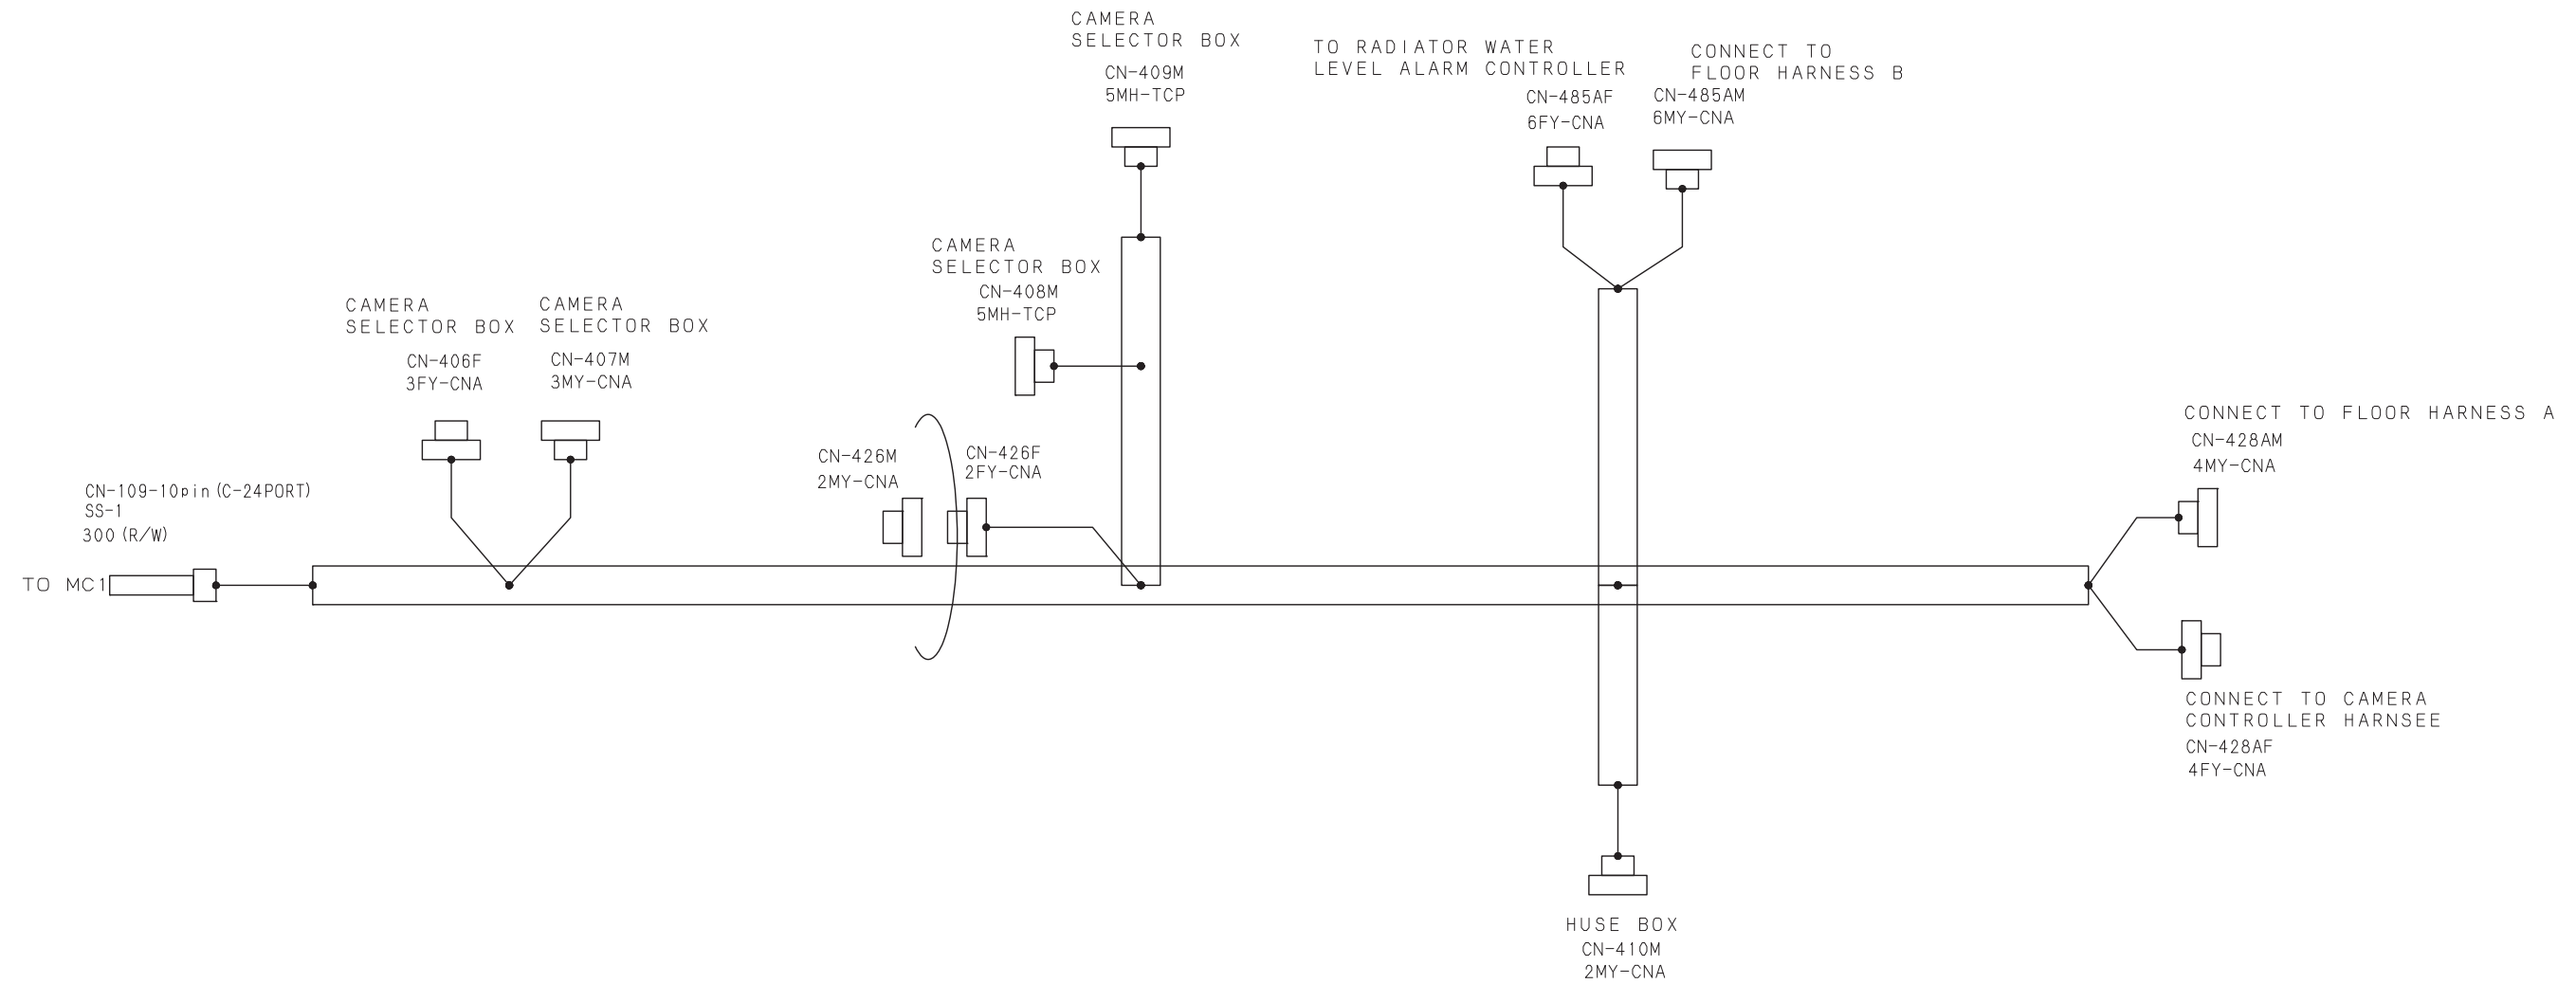 CAMERA
SELECTOR BOX
CN-409M
5MH-TCP
TO RADIATOR WATER
LEVEL ALARM CONTROLLER
CN-485AF
6FY-CNA
CONNECT TO
FLOOR HARNESS B
CN-485AM
6MY-CNA
CAMERA
SELECTOR BOX
CN-408M
5MH-TCP
CAMERA
SELECTOR BOX
CN-406F
3FY-CNA
CAMERA
SELECTOR BOX
CN-407M
3MY-CNA
CN-426M
2MY-CNA
CN-426F
2FY-CNA
CONNECT TO FLOOR HARNESS A
CN-428AM
4MY-CNA
CN-109-10pin(C-24PORT)
SS-1
300(R/W)
TO MC1
CONNECT TO CAMERA
CONTROLLER HARNSEE
CN-428AF
4FY-CNA
HUSE BOX
CN-410M
2MY-CNA